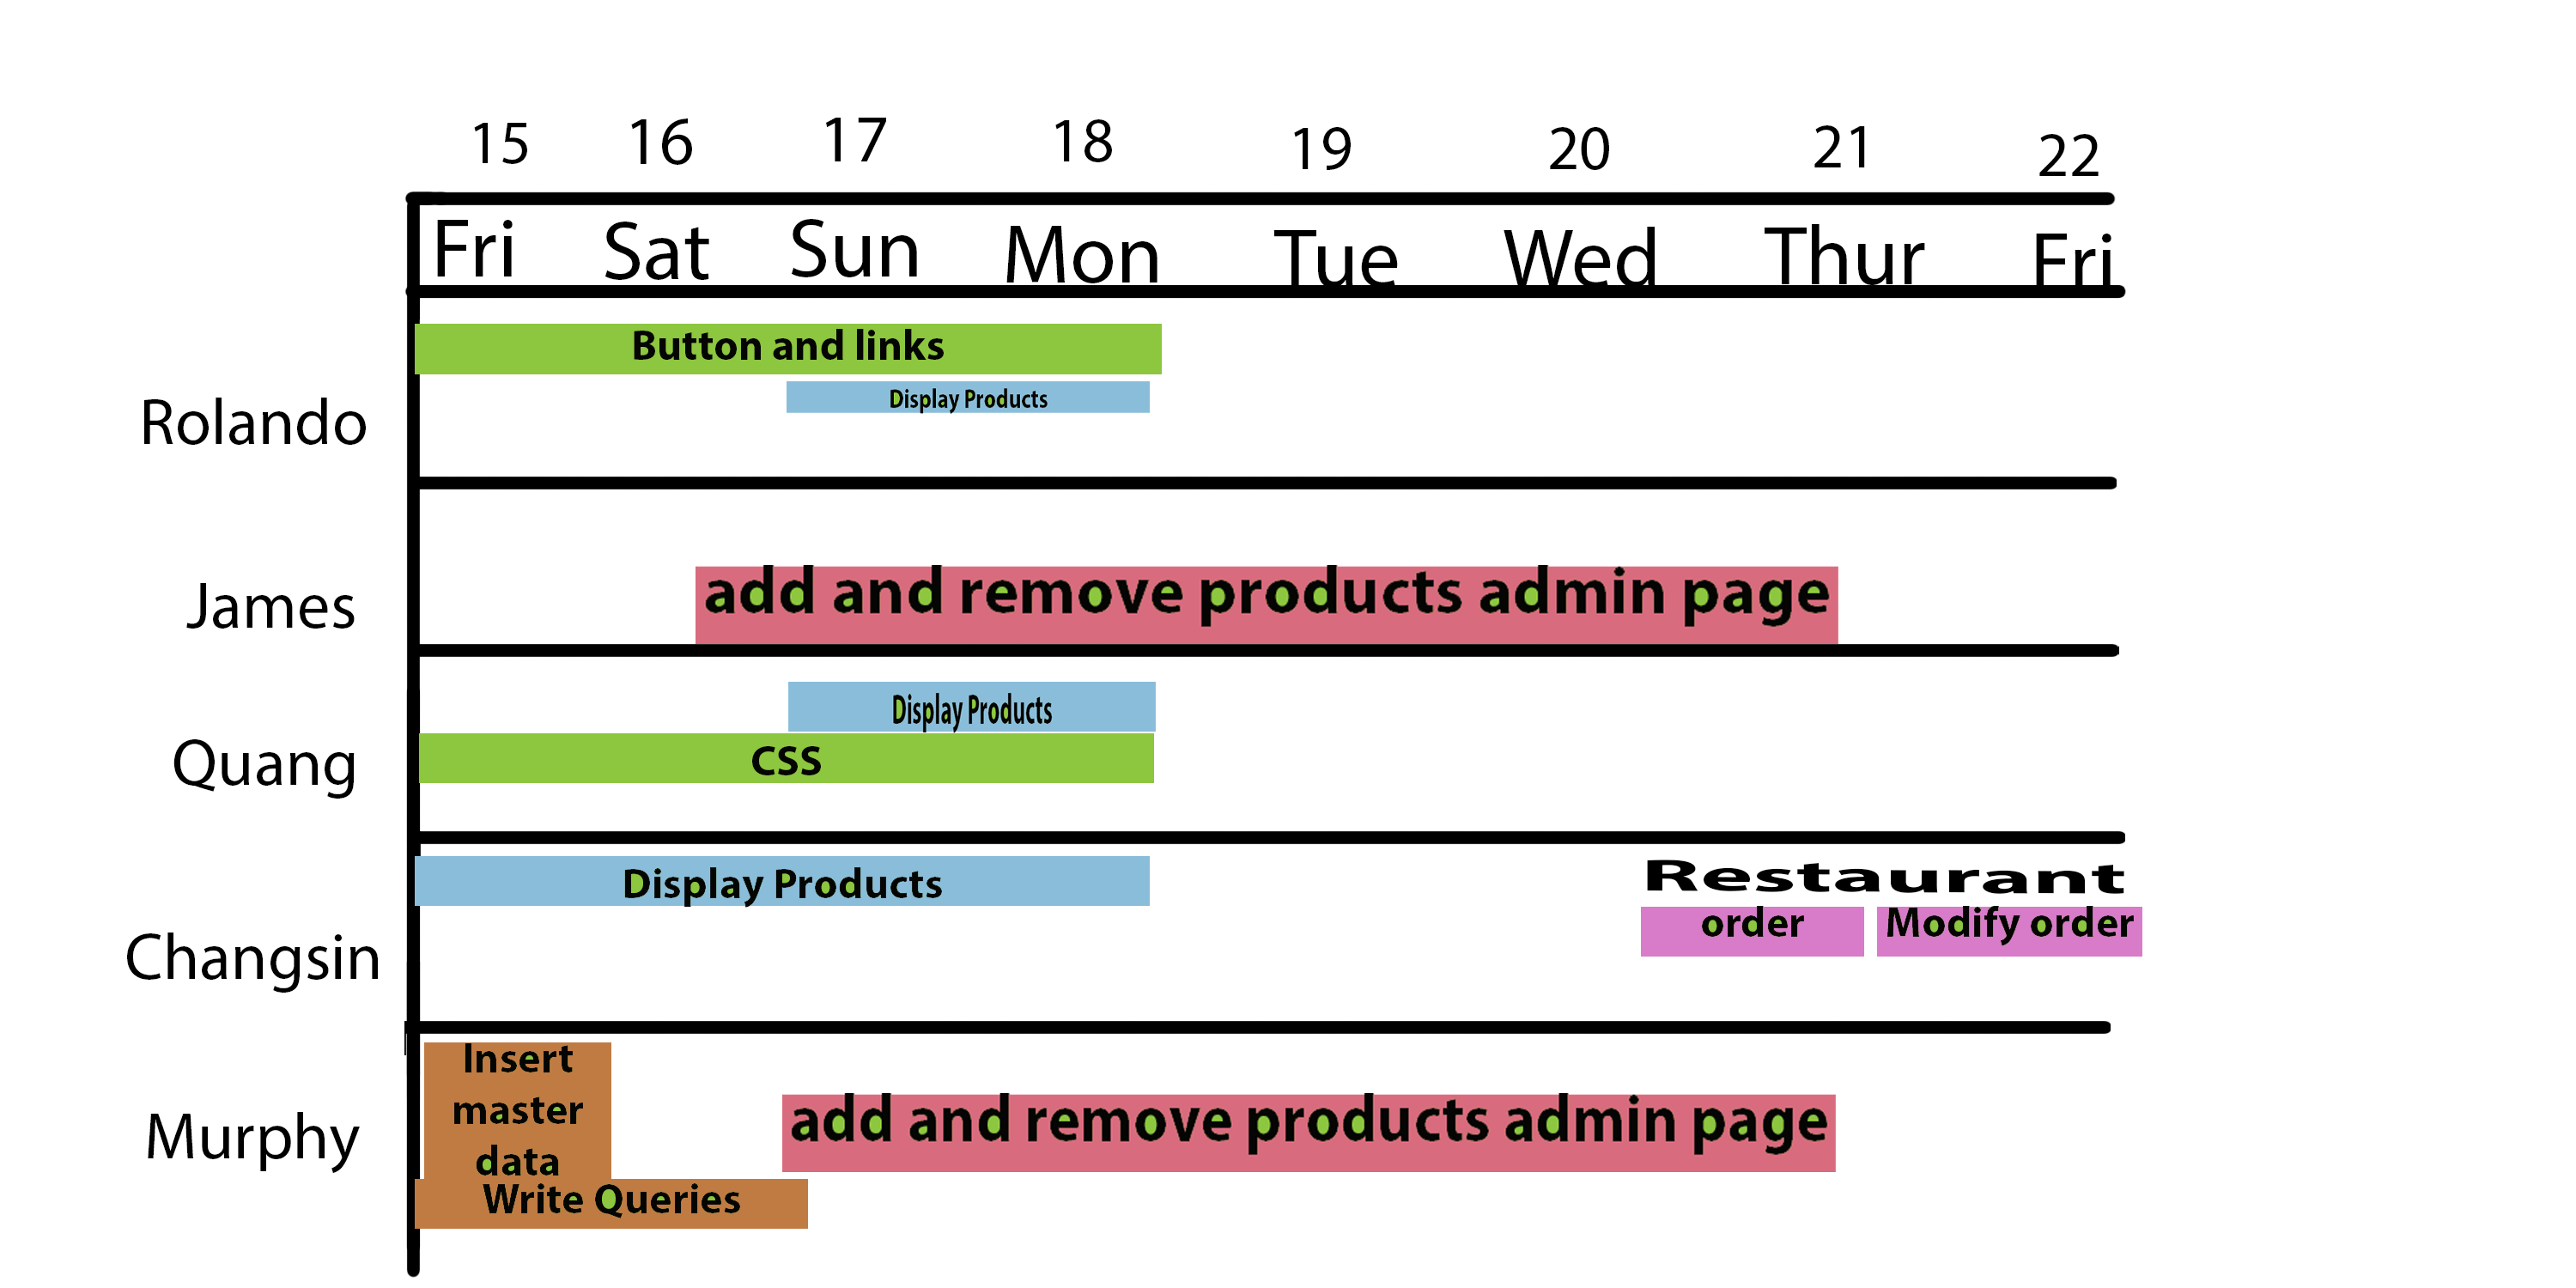 15 16 17 18 19 20 21 22
Fri Sat Sun Mon Tue Wed Thur Fri
Button and links
Display Products
Rolando
add and remove products admin page
James
Display Products
CSS
Quang
Restaurant
Display Products
order Modify order
Changsin
Insert
master
data
add and remove products admin page
Murphy
Write Queries